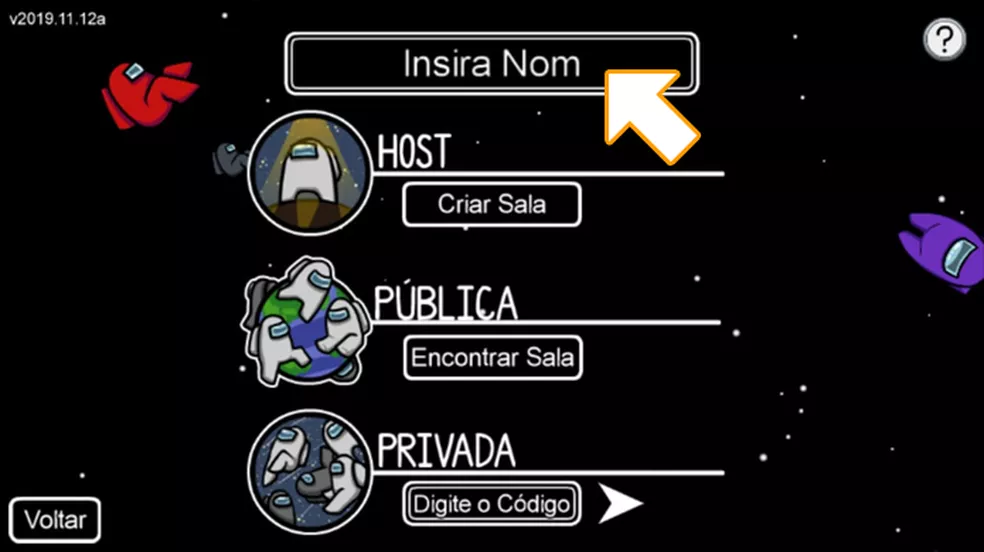 v2019.11.12a
?
Insira Nom
HOST
Criar Sala
PÚBLICA
Encontrar Sala
PRIVADA
Digite o Código
Voltar